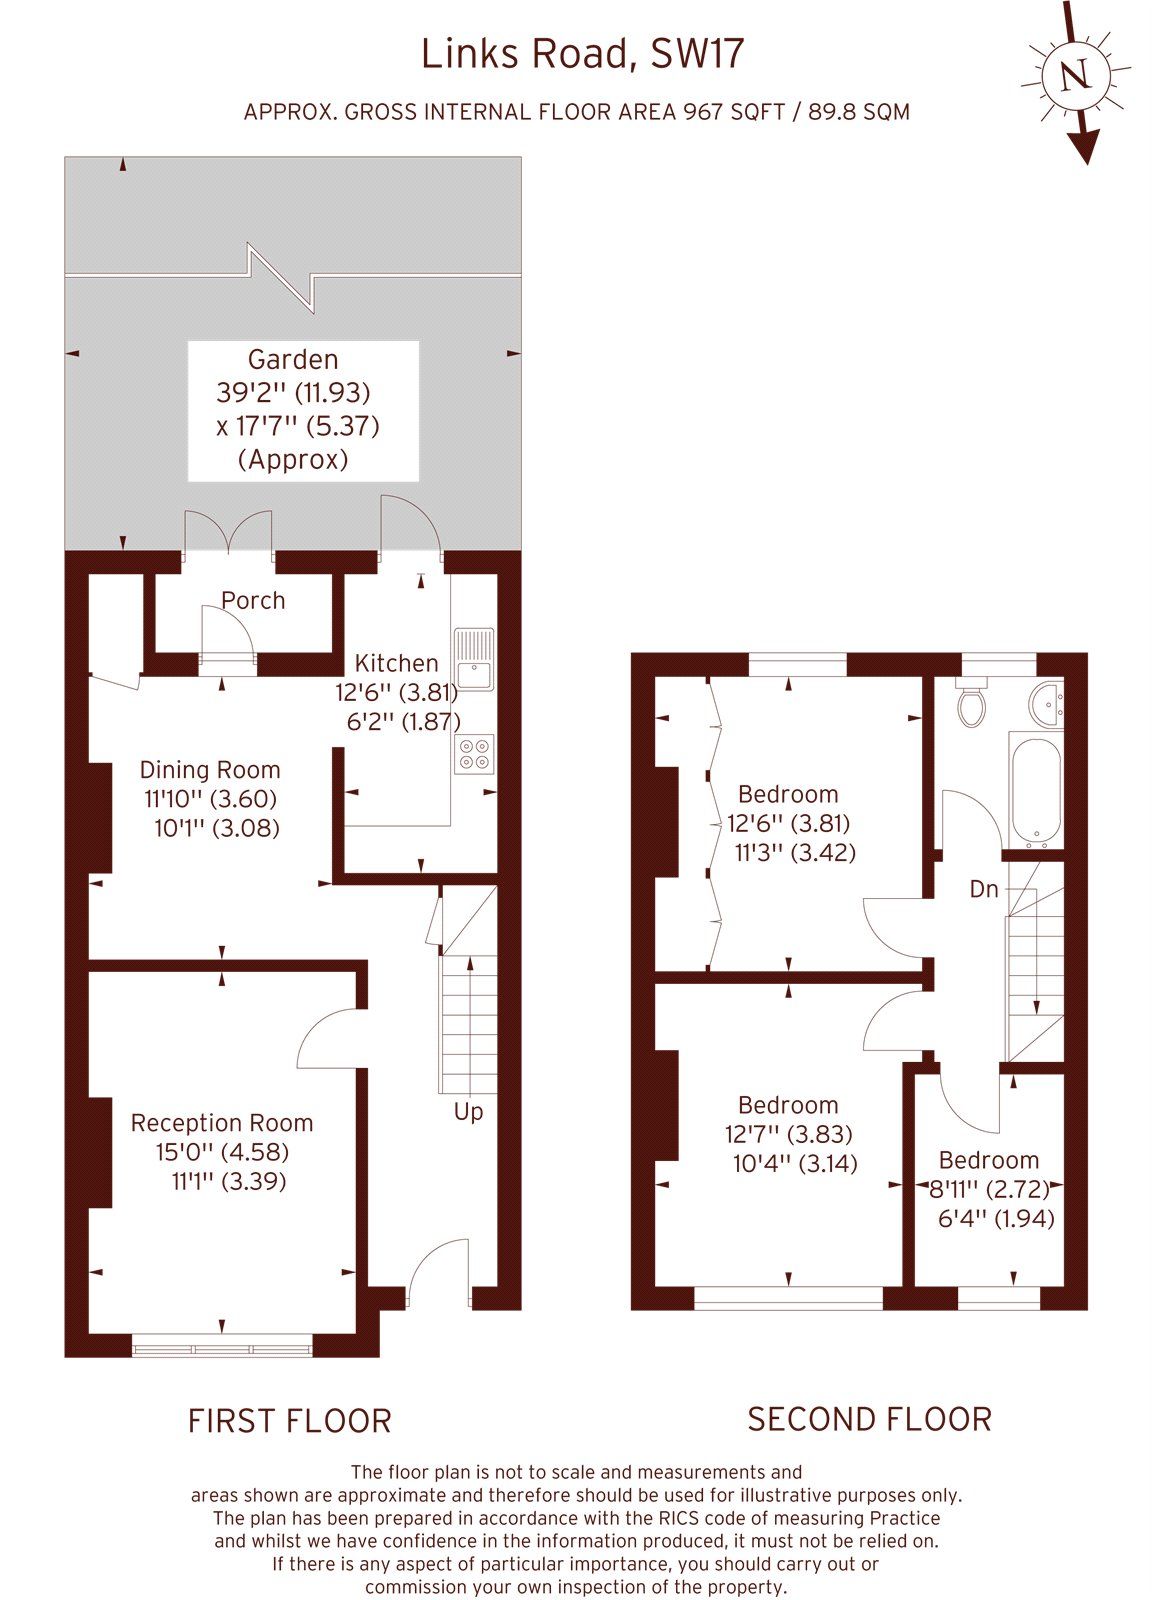 Links Road, SW17
N
APPROX. GROSS INTERNAL FLOOR AREA 967 SQFT / 89.8 SQM
Garden
39'2'' (11.93)
x 17'7'' (5.37)
(Approx)
Porch
Kitchen
12'6'' (3.81)
6'2'' (1.87)
Dining Room
11'10'' (3.60)
10'1'' (3.08)
Reception Room
15'0'' (4.58)
11'1'' (3.39)
Up
Bedroom
12'6'' (3.81)
11'3'' (3.42)
Dn
Bedroom
12'7'' (3.83)
10'4'' (3.14)
Bedroom
8'11'' (2.72)
6'4'' (1.94)
FIRST FLOOR
SECOND FLOOR
The floor plan is not to scale and measurements and
areas shown are approximate and therefore should be used for illustrative purposes only.
The plan has been prepared in accordance with the RICS code of measuring Practice
and whilst we have confidence in the information produced, it must not be relied on.
If there is any aspect of particular importance, you should carry out or
commission your own inspection of the property.